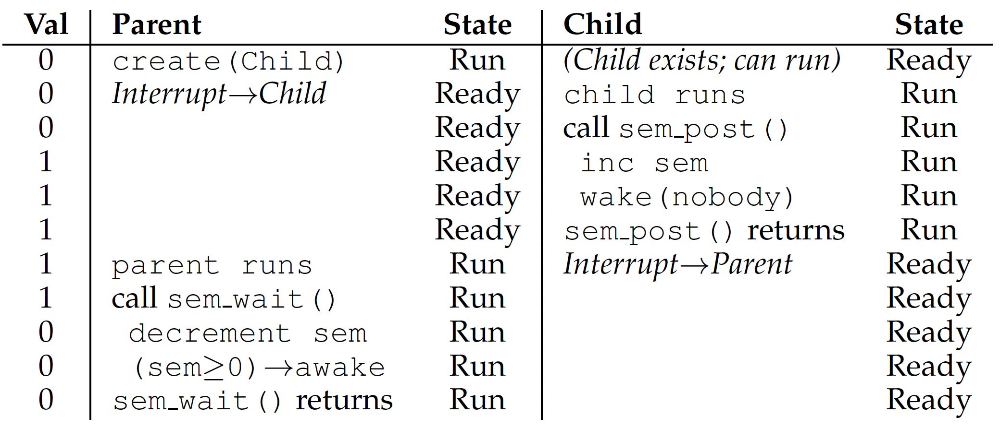 Val Parent State Child State
0 create(Child) Run (Child exists; can run) Ready
0 Interrupt→Child Ready child runs Run
0 Ready call sem_post() Run
1 Ready inc sem Run
1 Ready wake(nobody) Run
1 Ready sem_post() returns Run
1 parent runs Run Interrupt→Parent Ready
1 call sem_wait() Run Ready
0 decrement sem Run Ready
0 (sem≥0)→awake Run Ready
0 sem_wait() returns Run Ready